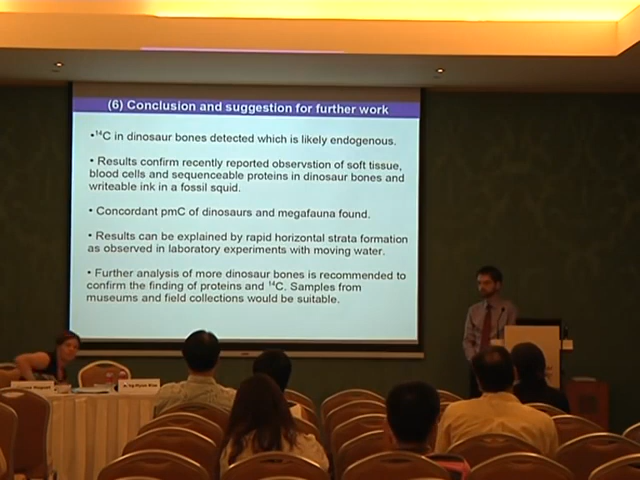 (6) Conclusion and suggestion for further work
•¹⁴C in dinosaur bones detected which is likely endogenous.
• Results confirm recently reported observstion of soft tissue,
blood cells and sequenceable proteins in dinosaur bones and
writeable ink in a fossil squid.
• Concordant pmC of dinosaurs and megafauna found.
• Results can be explained by rapid horizontal strata formation
as observed in laboratory experiments with moving water.
• Further analysis of more dinosaur bones is recommended to
confirm the finding of proteins and ¹⁴C. Samples from
museums and field collections would be suitable.